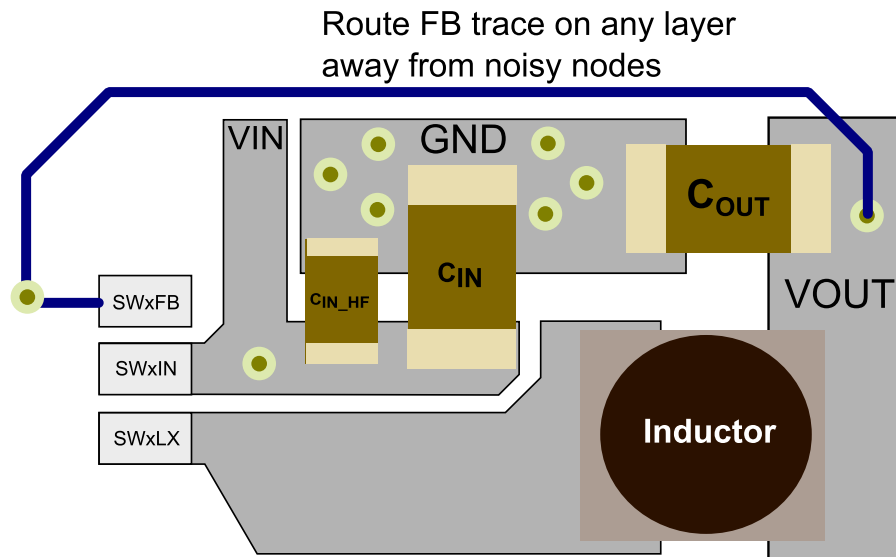 Route FB trace on any layer
away from noisy nodes
VIN
GND
COUT
CIN
CIN_HF
SWxFB
VOUT
SWxIN
SWxLX
Inductor